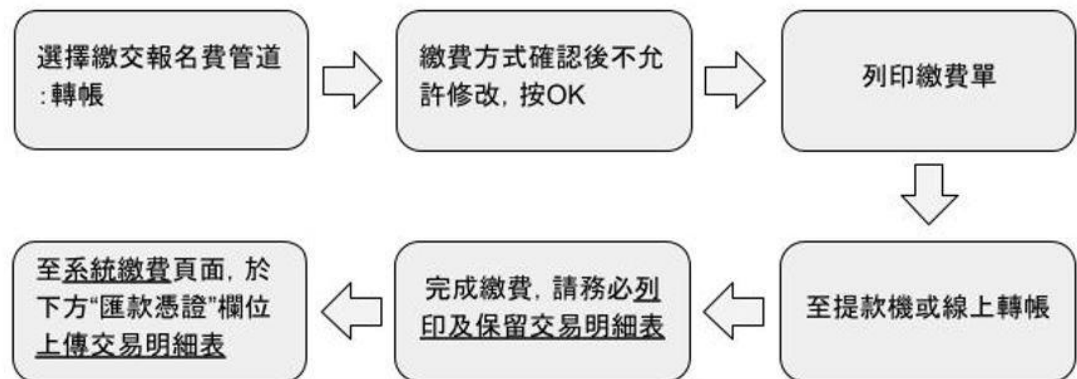 選擇繳交報名費管道
:轉帳
繳費方式確認後不允
許修改, 按OK
列印繳費單
至提款機或線上轉帳
完成繳費, 請務必列
印及保留交易明細表
至系統繳費頁面, 於
下方“匯款憑證”欄位
上傳交易明細表